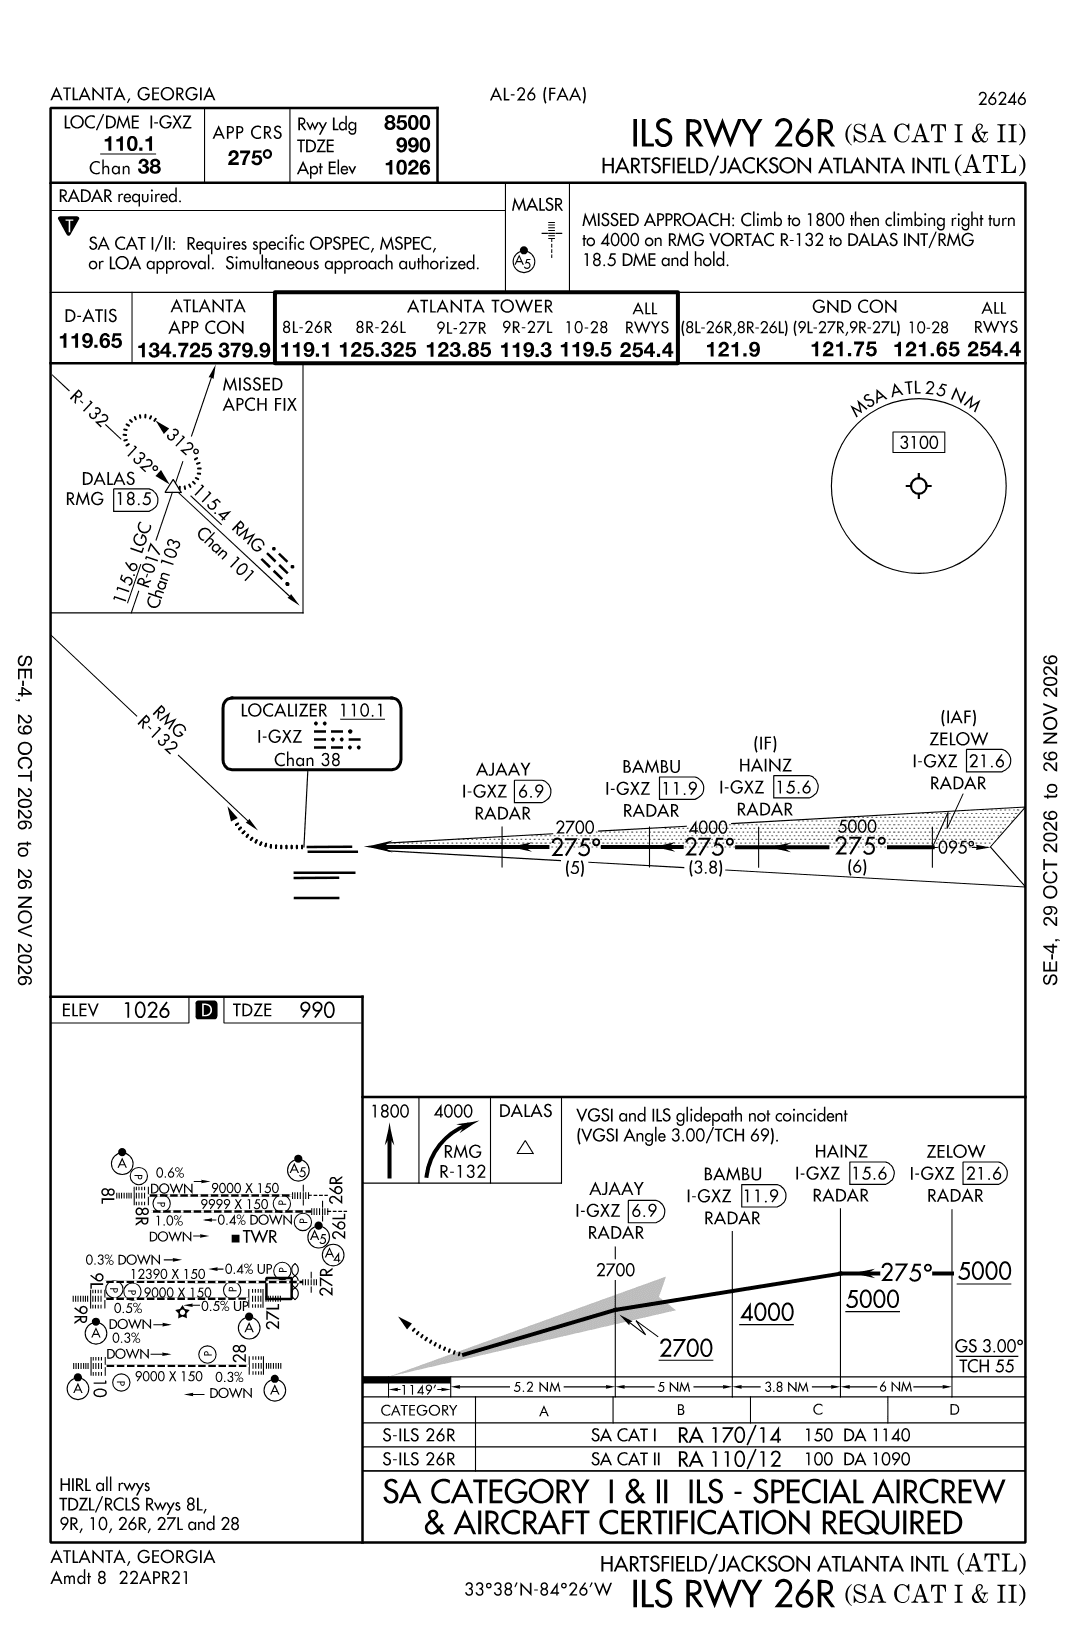 ATLANTA, GEORGIA
AL-26 (FAA)
26246
LOC/DME I-GXZ
110.1
Chan 38
APP CRS
275°
Rwy Ldg 8500
TDZE 990
Apt Elev 1026
ILS RWY 26R (SA CAT I & II)
HARTSFIELD/JACKSON ATLANTA INTL (ATL)
RADAR required.
T
SA CAT I/II: Requires specific OPSPEC, MSPEC,
or LOA approval. Simultaneous approach authorized.
MALSR
A5
MISSED APPROACH: Climb to 1800 then climbing right turn
to 4000 on RMG VORTAC R-132 to DALAS INT/RMG
18.5 DME and hold.
D-ATIS
119.65
ATLANTA
APP CON
134.725 379.9
ATLANTA TOWER
8L-26R 8R-26L 9L-27R 9R-27L 10-28 ALL RWYS
119.1 125.325 123.85 119.3 119.5 254.4
GND CON
(8L-26R,8R-26L) (9L-27R,9R-27L) 10-28 ALL RWYS
121.9 121.75 121.65 254.4
MISSED
APCH FIX
R-132
312°
132°
DALAS
RMG 18.5
115.4 RMG
Chan 101
115.6 LGC
R-017
Chan 103
MSA ATL 25 NM
3100
SE-4, 29 OCT 2026 to 26 NOV 2026
SE-4, 29 OCT 2026 to 26 NOV 2026
RMG
R-132
LOCALIZER 110.1
I-GXZ
Chan 38
AJAAY
I-GXZ 6.9
RADAR
BAMBU
I-GXZ 11.9
RADAR
(IF)
HAINZ
I-GXZ 15.6
RADAR
(IAF)
ZELOW
I-GXZ 21.6
RADAR
2700
275°
(5)
4000
275°
(3.8)
5000
275°
(6)
095°
ELEV 1026
D
TDZE 990
A
P
0.6%
DOWN
9000 X 150
A5
8L
26R
8R
P
9999 X 150
P
1.0%
DOWN
0.4% DOWN
P
26L
A5
TWR
A4
0.3% DOWN
12390 X 150
0.4% UP
P
9L
27R
P
P
9000 X 150
P
9R
0.5%
DOWN
0.5% UP
27L
A
A
0.3%
DOWN
P
28
9000 X 150
0.3%
DOWN
A
10
P
A
HIRL all rwys
TDZL/RCLS Rwys 8L,
9R, 10, 26R, 27L and 28
1800
4000
RMG
R-132
DALAS
VGSI and ILS glidepath not coincident
(VGSI Angle 3.00/TCH 69).
AJAAY
I-GXZ 6.9
RADAR
BAMBU
I-GXZ 11.9
RADAR
HAINZ
I-GXZ 15.6
RADAR
ZELOW
I-GXZ 21.6
RADAR
2700
275°
5000
5000
4000
2700
GS 3.00°
TCH 55
1149'
5.2 NM
5 NM
3.8 NM
6 NM
CATEGORY A B C D
S-ILS 26R SA CAT I RA 170/14 150 DA 1140
S-ILS 26R SA CAT II RA 110/12 100 DA 1090
SA CATEGORY I & II ILS - SPECIAL AIRCREW
& AIRCRAFT CERTIFICATION REQUIRED
ATLANTA, GEORGIA
Amdt 8 22APR21
33°38'N-84°26'W
HARTSFIELD/JACKSON ATLANTA INTL (ATL)
ILS RWY 26R (SA CAT I & II)